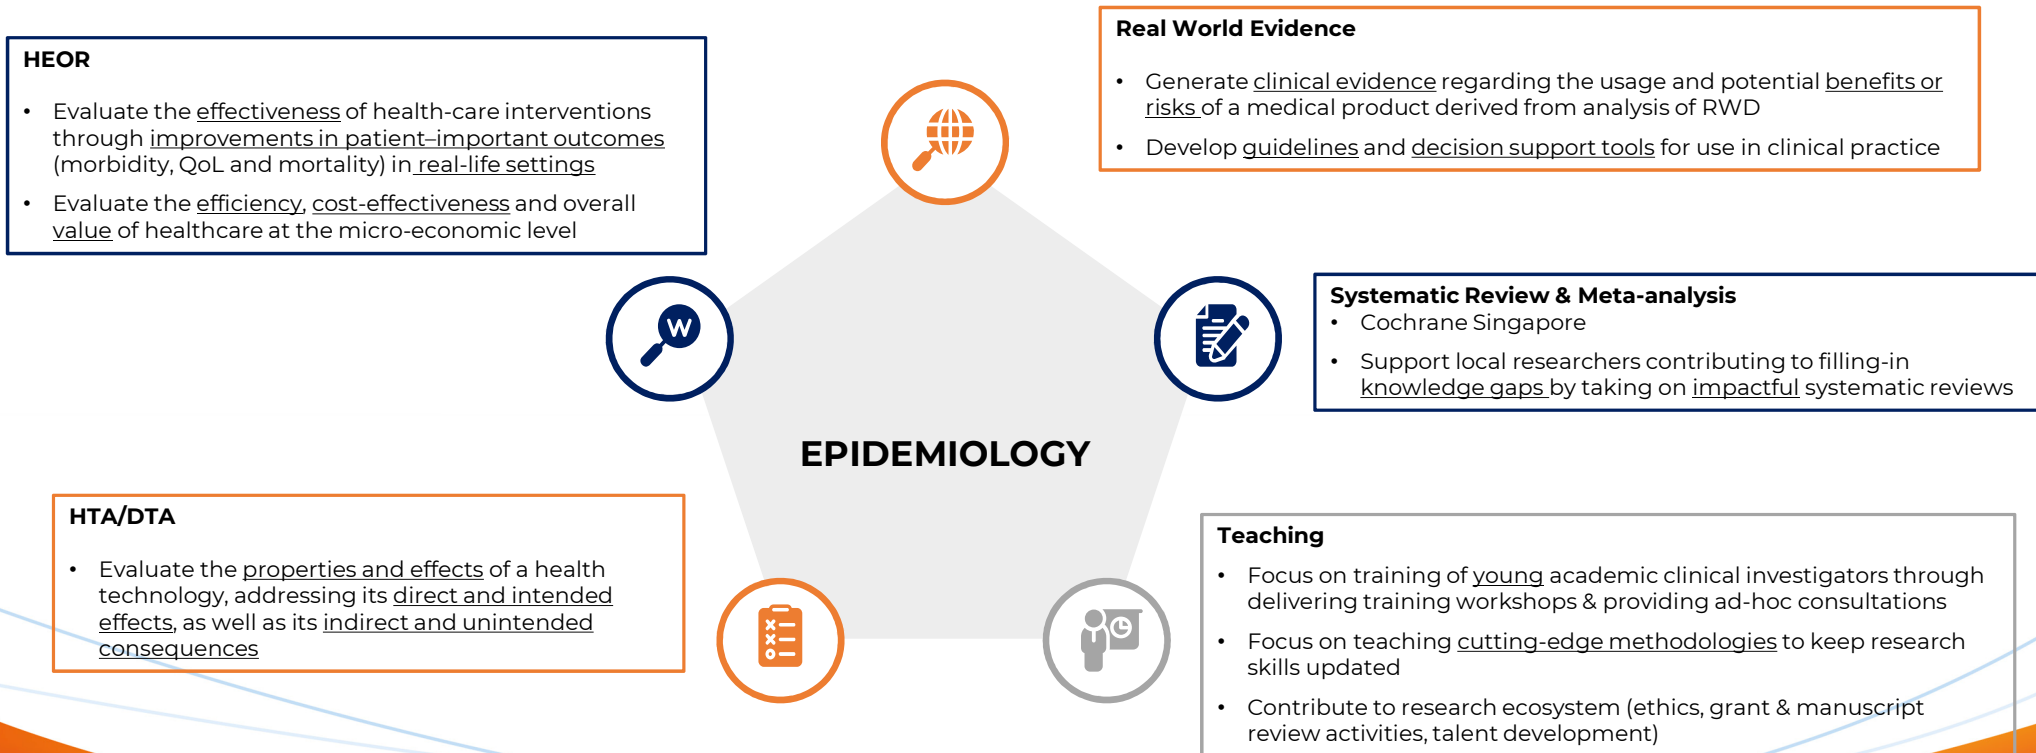 HEOR
• Evaluate the effectiveness of health-care interventions
through improvements in patient–important outcomes
(morbidity, QoL and mortality) in real-life settings
• Evaluate the efficiency, cost-effectiveness and overall
value of healthcare at the micro-economic level
Real World Evidence
• Generate clinical evidence regarding the usage and potential benefits or
risks of a medical product derived from analysis of RWD
• Develop guidelines and decision support tools for use in clinical practice
W
Systematic Review & Meta-analysis
• Cochrane Singapore
• Support local researchers contributing to filling-in
knowledge gaps by taking on impactful systematic reviews
EPIDEMIOLOGY
HTA/DTA
• Evaluate the properties and effects of a health
technology, addressing its direct and intended
effects, as well as its indirect and unintended
consequences
Teaching
• Focus on training of young academic clinical investigators through
delivering training workshops & providing ad-hoc consultations
• Focus on teaching cutting-edge methodologies to keep research
skills updated
• Contribute to research ecosystem (ethics, grant & manuscript
review activities, talent development)